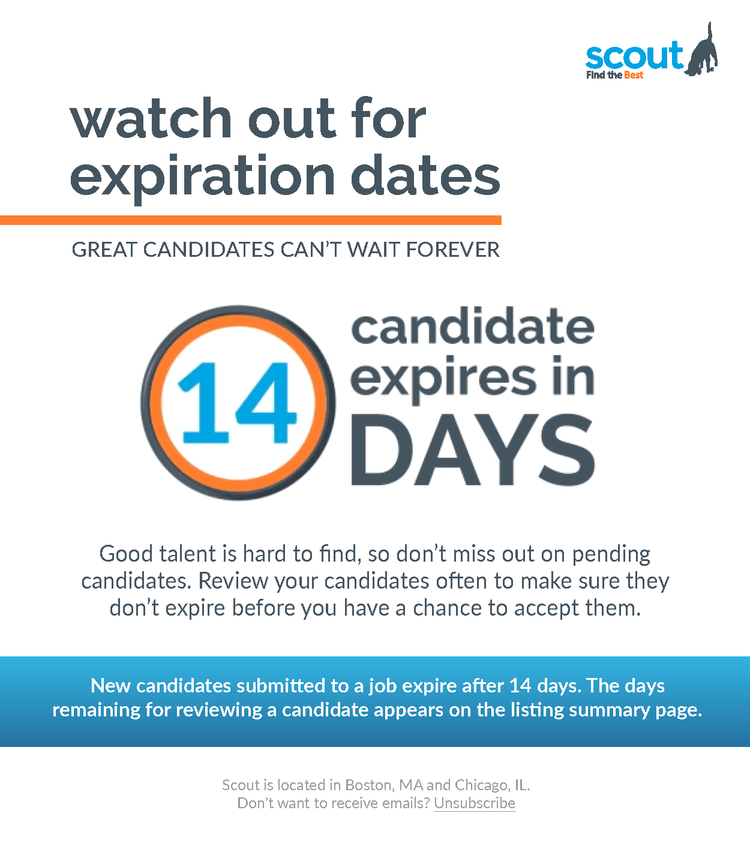 scout
Find the Best
watch out for
expiration dates
GREAT CANDIDATES CAN’T WAIT FOREVER
14
candidate
expires in
DAYS
Good talent is hard to find, so don’t miss out on pending
candidates. Review your candidates often to make sure they
don’t expire before you have a chance to accept them.
New candidates submitted to a job expire after 14 days. The days
remaining for reviewing a candidate appears on the listing summary page.
Scout is located in Boston, MA and Chicago, IL.
Don't want to receive emails? Unsubscribe